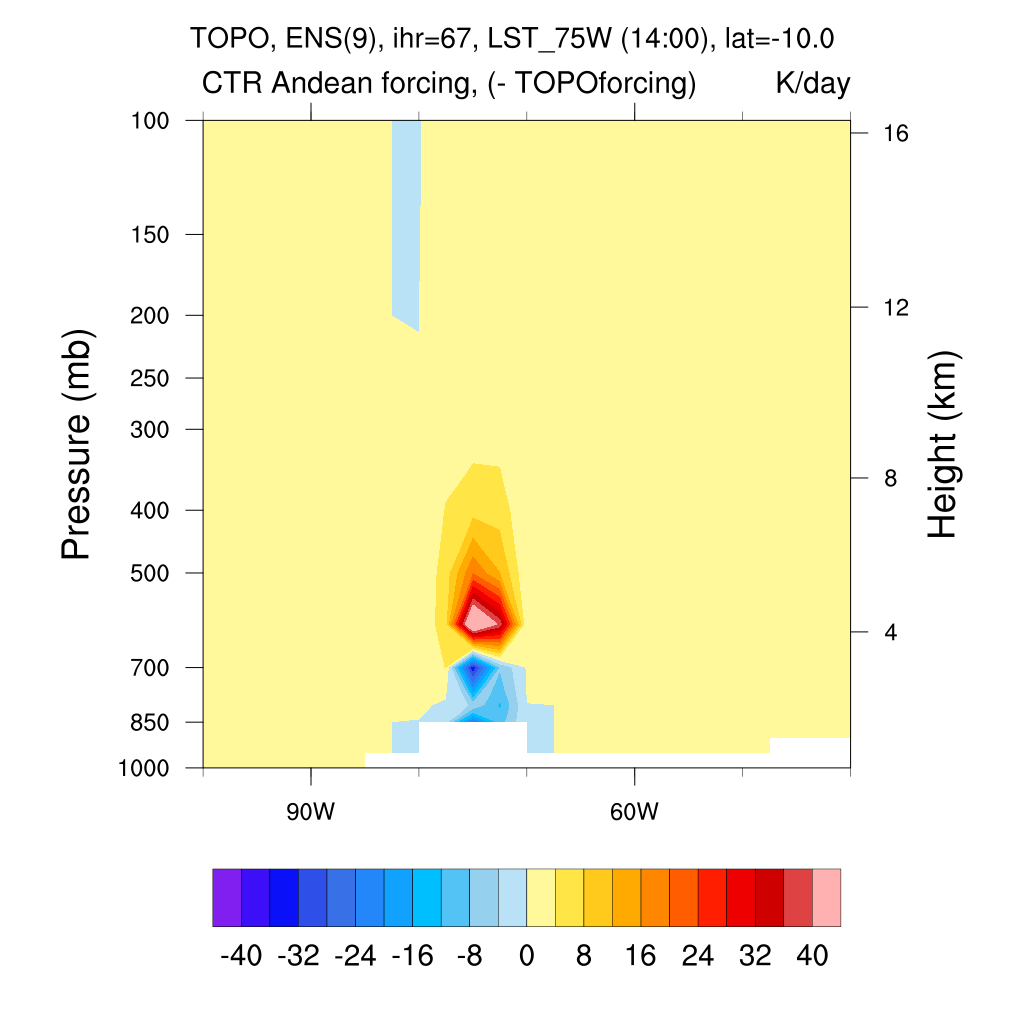 TOPO, ENS(9), ihr=67, LST_75W (14:00), lat=-10.0
CTR Andean forcing, (- TOPOforcing) K/day
100
150
200
250
300
400
500
700
850
1000
Pressure (mb)
16
12
8
4
Height (km)
90W 60W
-40 -32 -24 -16 -8 0 8 16 24 32 40